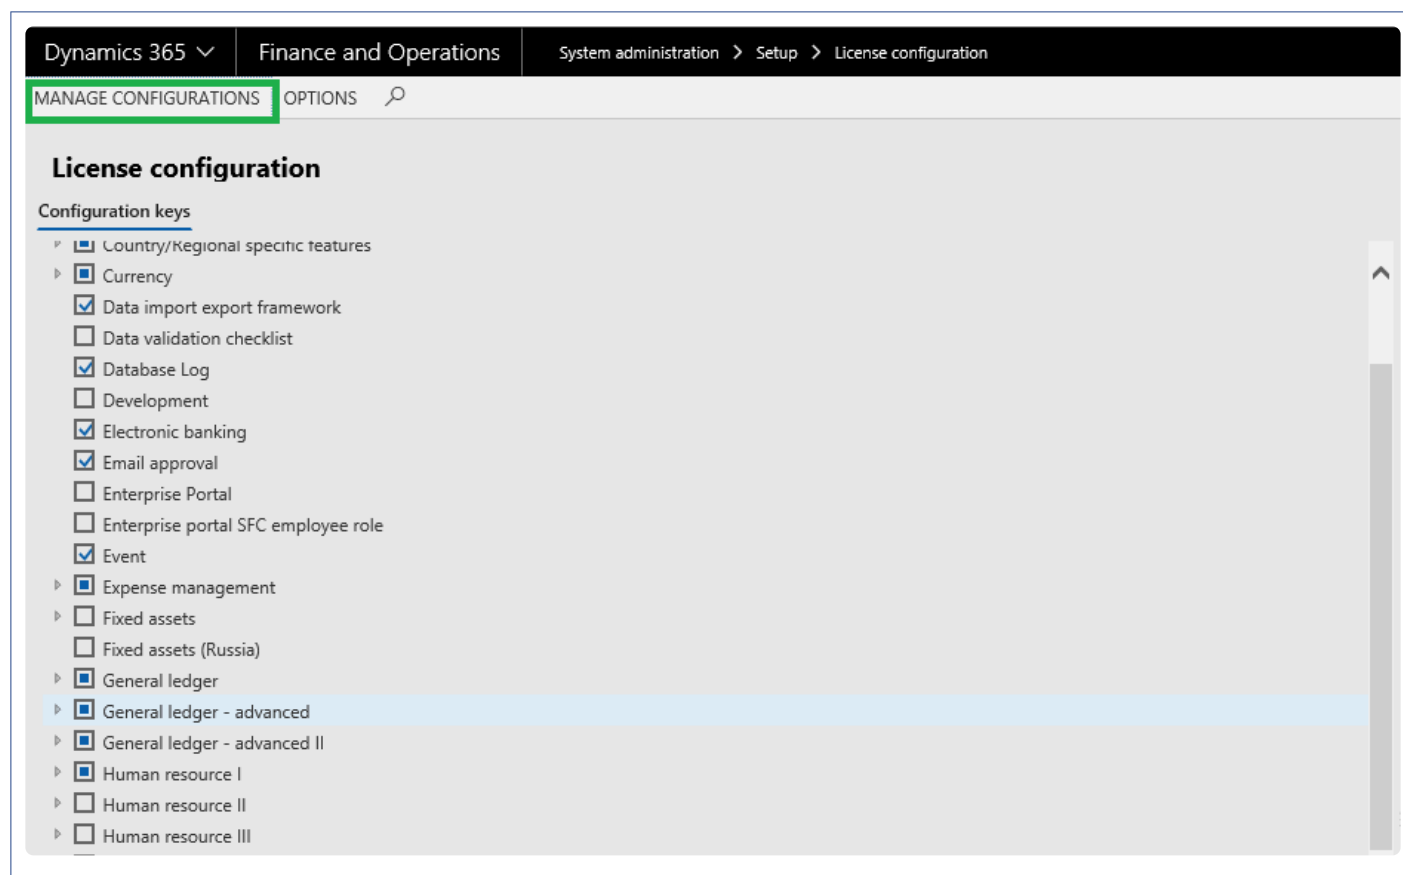 Dynamics 365 Finance and Operations System administration > Setup > License configuration
MANAGE CONFIGURATIONS OPTIONS
License configuration
Configuration keys
Country/Regional specific features
Currency
Data import export framework
Data validation checklist
Database Log
Development
Electronic banking
Email approval
Enterprise Portal
Enterprise portal SFC employee role
Event
Expense management
Fixed assets
Fixed assets (Russia)
General ledger
General ledger - advanced
General ledger - advanced II
Human resource I
Human resource II
Human resource III